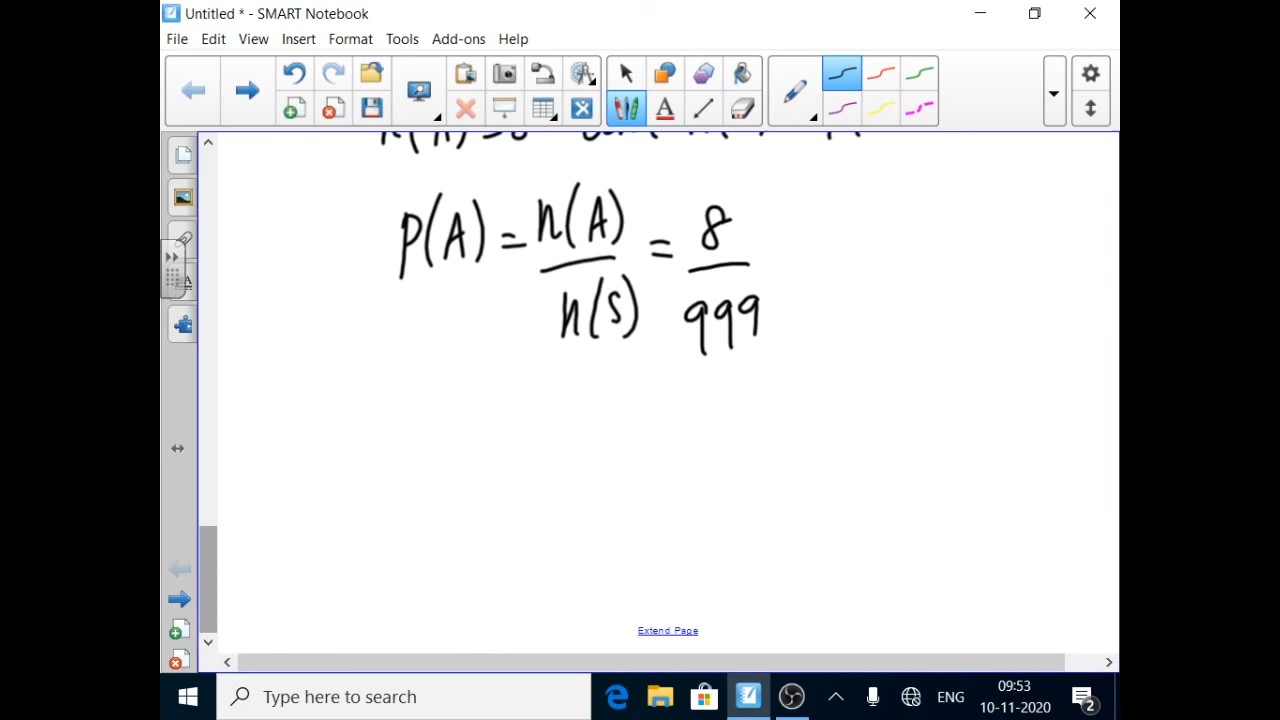 Untitled * - SMART Notebook
File Edit View Insert Format Tools Add-ons Help
P(A) = n(A) / n(S) = 8 / 999
Extend Page
Type here to search
ENG
09:53
10-11-2020
2